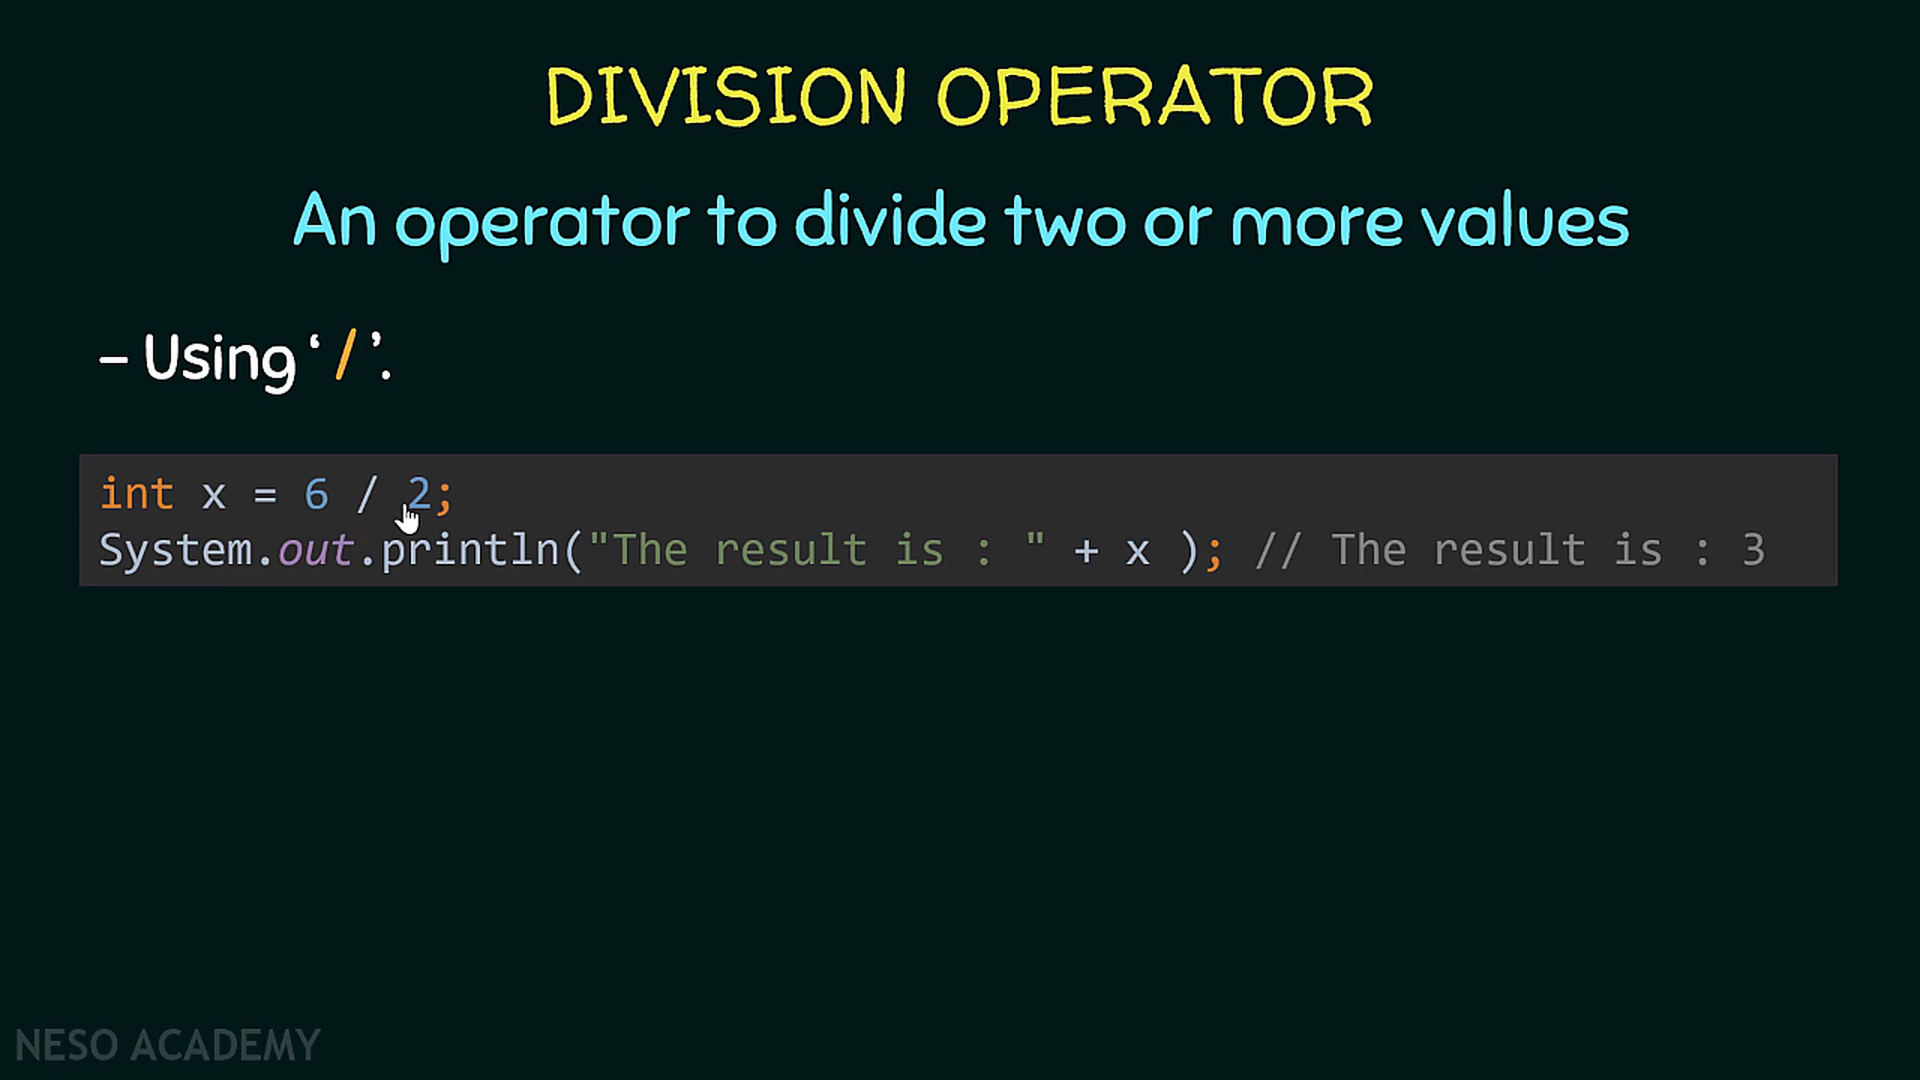 DIVISION OPERATOR
An operator to divide two or more values
– Using ‘ / ’.
int x = 6 / 2;
System.out.println("The result is : " + x ); // The result is : 3
NESO ACADEMY